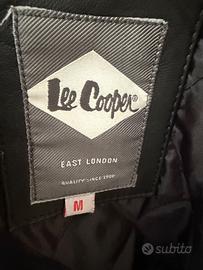 Lee Cooper®
EAST LONDON
QUALITY SINCE 1908
M
subito